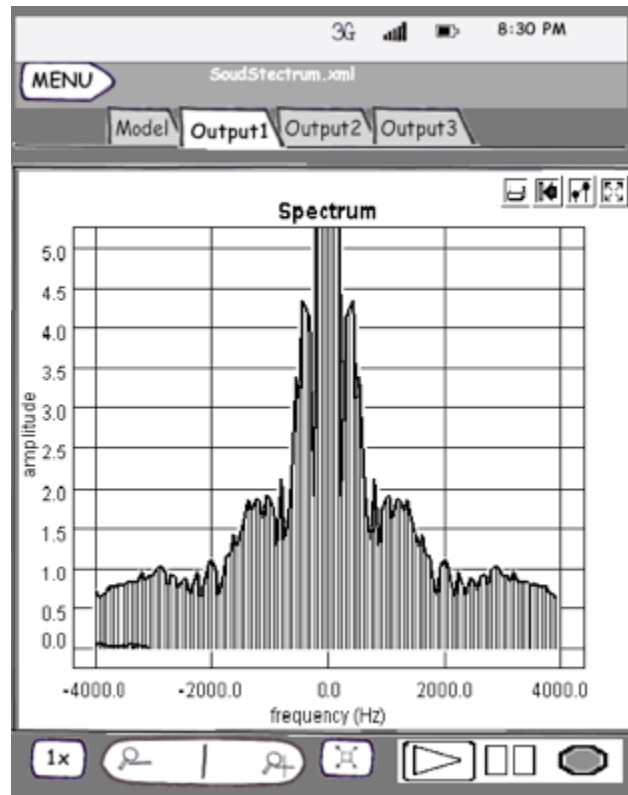 3G 8:30 PM
MENU SoudStectrum.xml
Model Output1 Output2 Output3
Spectrum
5.0
4.5
4.0
3.5
3.0
2.5
2.0
1.5
1.0
0.5
0.0
amplitude
-4000.0 -2000.0 0.0 2000.0 4000.0
frequency (Hz)
1x